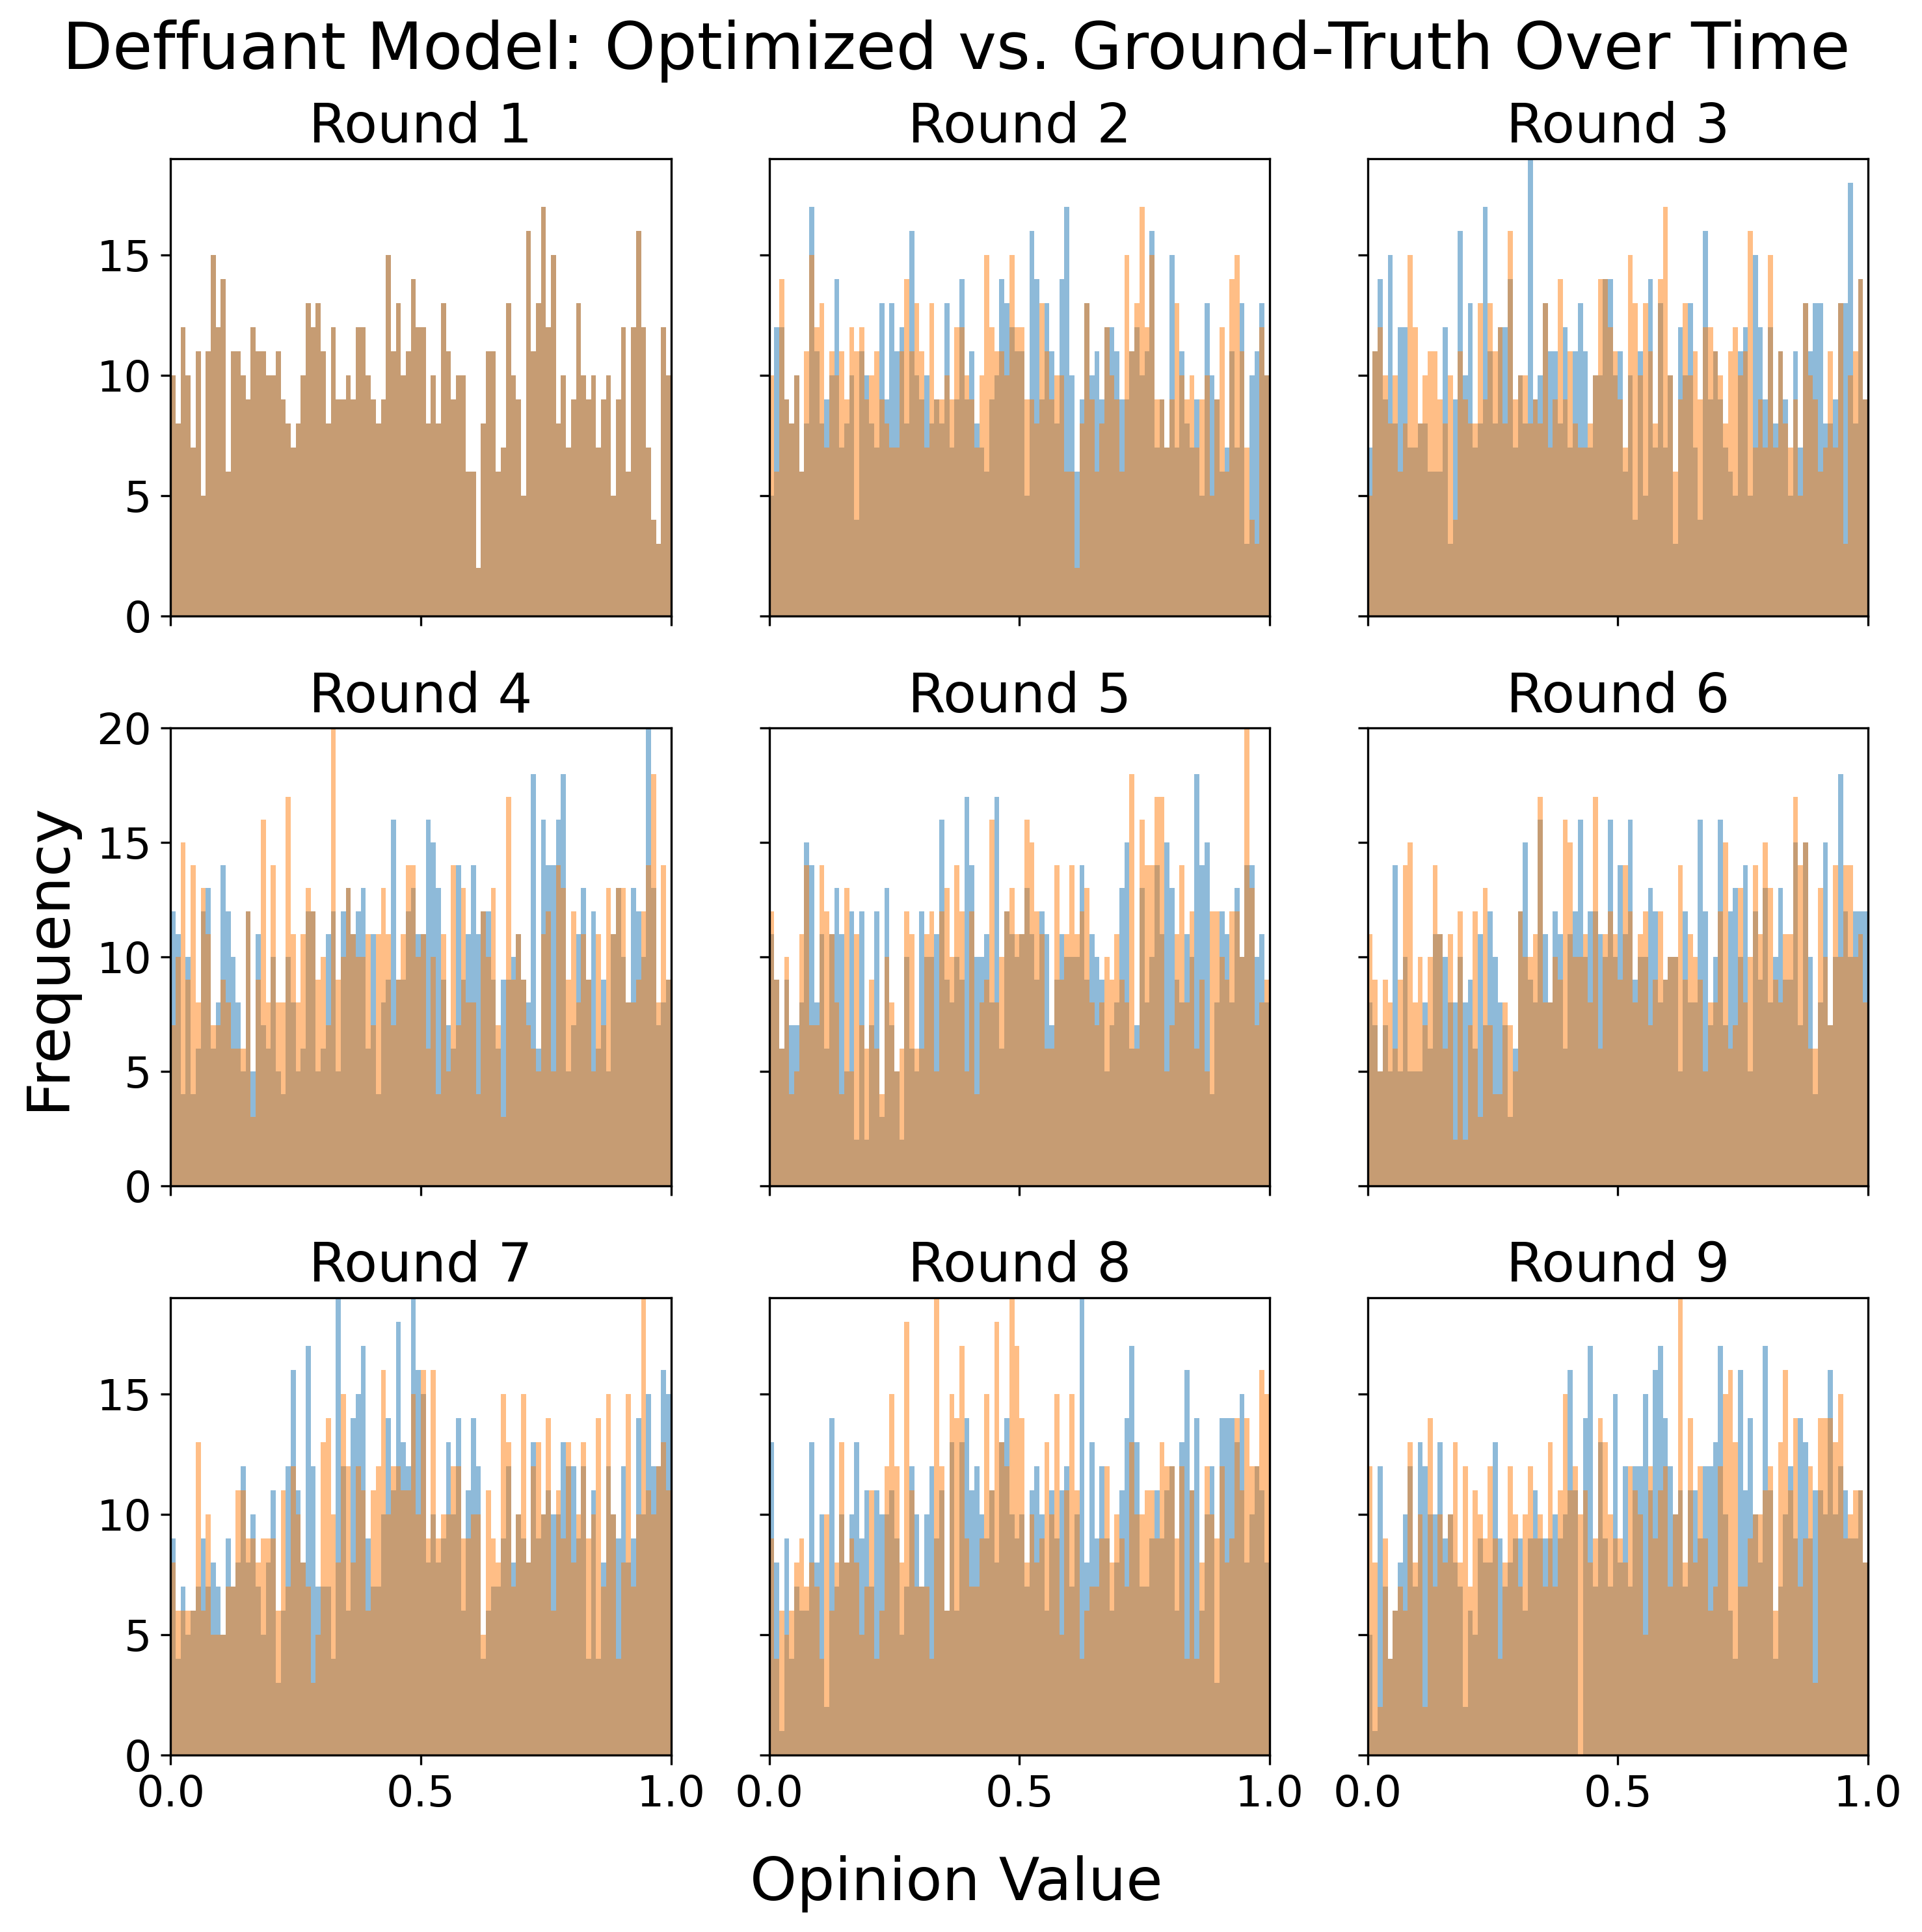 Deffuant Model: Optimized vs. Ground-Truth Over Time
Round 1
Round 2
Round 3
15
10
5
0
Round 4
Round 5
Round 6
20
15
10
5
0
Frequency
Round 7
Round 8
Round 9
15
10
5
0
0.0 0.5 1.0 0.0 0.5 1.0 0.0 0.5 1.0
Opinion Value